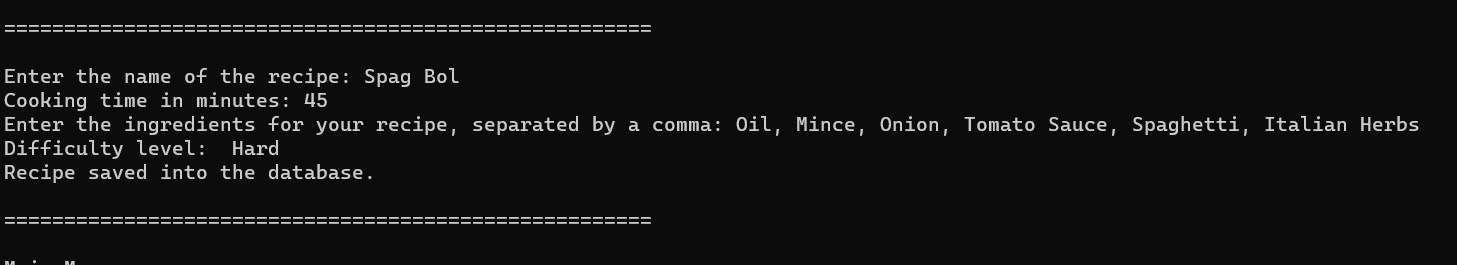 ======================================================
Enter the name of the recipe: Spag Bol
Cooking time in minutes: 45
Enter the ingredients for your recipe, separated by a comma: Oil, Mince, Onion, Tomato Sauce, Spaghetti, Italian Herbs
Difficulty level:  Hard
Recipe saved into the database.
======================================================